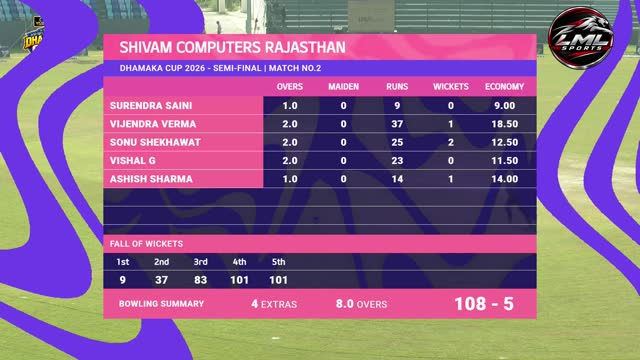 SHIVAM COMPUTERS RAJASTHAN
LML
SPORTS
DHAMAKA CUP 2026 - SEMI-FINAL | MATCH NO.2
OVERS MAIDEN RUNS WICKETS ECONOMY
SURENDRA SAINI 1.0 0 9 0 9.00
VIJENDRA VERMA 2.0 0 37 1 18.50
SONU SHEKHAWAT 2.0 0 25 2 12.50
VISHAL G 2.0 0 23 0 11.50
ASHISH SHARMA 1.0 0 14 1 14.00
FALL OF WICKETS
1st 2nd 3rd 4th 5th
9 37 83 101 101
BOWLING SUMMARY 4 EXTRAS 8.0 OVERS 108 - 5